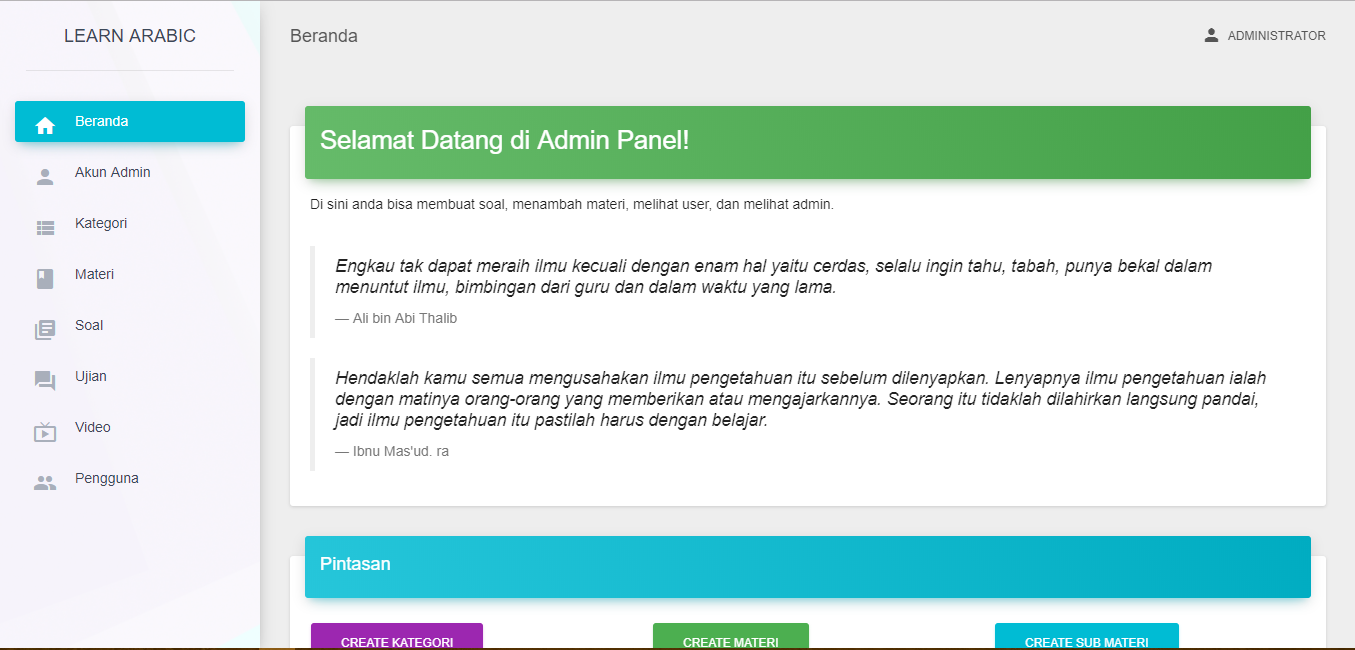 LEARN ARABIC
Beranda
Akun Admin
Kategori
Materi
Soal
Ujian
Video
Pengguna
Beranda
ADMINISTRATOR
Selamat Datang di Admin Panel!
Di sini anda bisa membuat soal, menambah materi, melihat user, dan melihat admin.
Engkau tak dapat meraih ilmu kecuali dengan enam hal yaitu cerdas, selalu ingin tahu, tabah, punya bekal dalam
menuntut ilmu, bimbingan dari guru dan dalam waktu yang lama.
— Ali bin Abi Thalib
Hendaklah kamu semua mengusahakan ilmu pengetahuan itu sebelum dilenyapkan. Lenyapnya ilmu pengetahuan ialah
dengan matinya orang-orang yang memberikan atau mengajarkannya. Seorang itu tidaklah dilahirkan langsung pandai,
jadi ilmu pengetahuan itu pastilah harus dengan belajar.
— Ibnu Mas'ud. ra
Pintasan
CREATE KATEGORI
CREATE MATERI
CREATE SUB MATERI